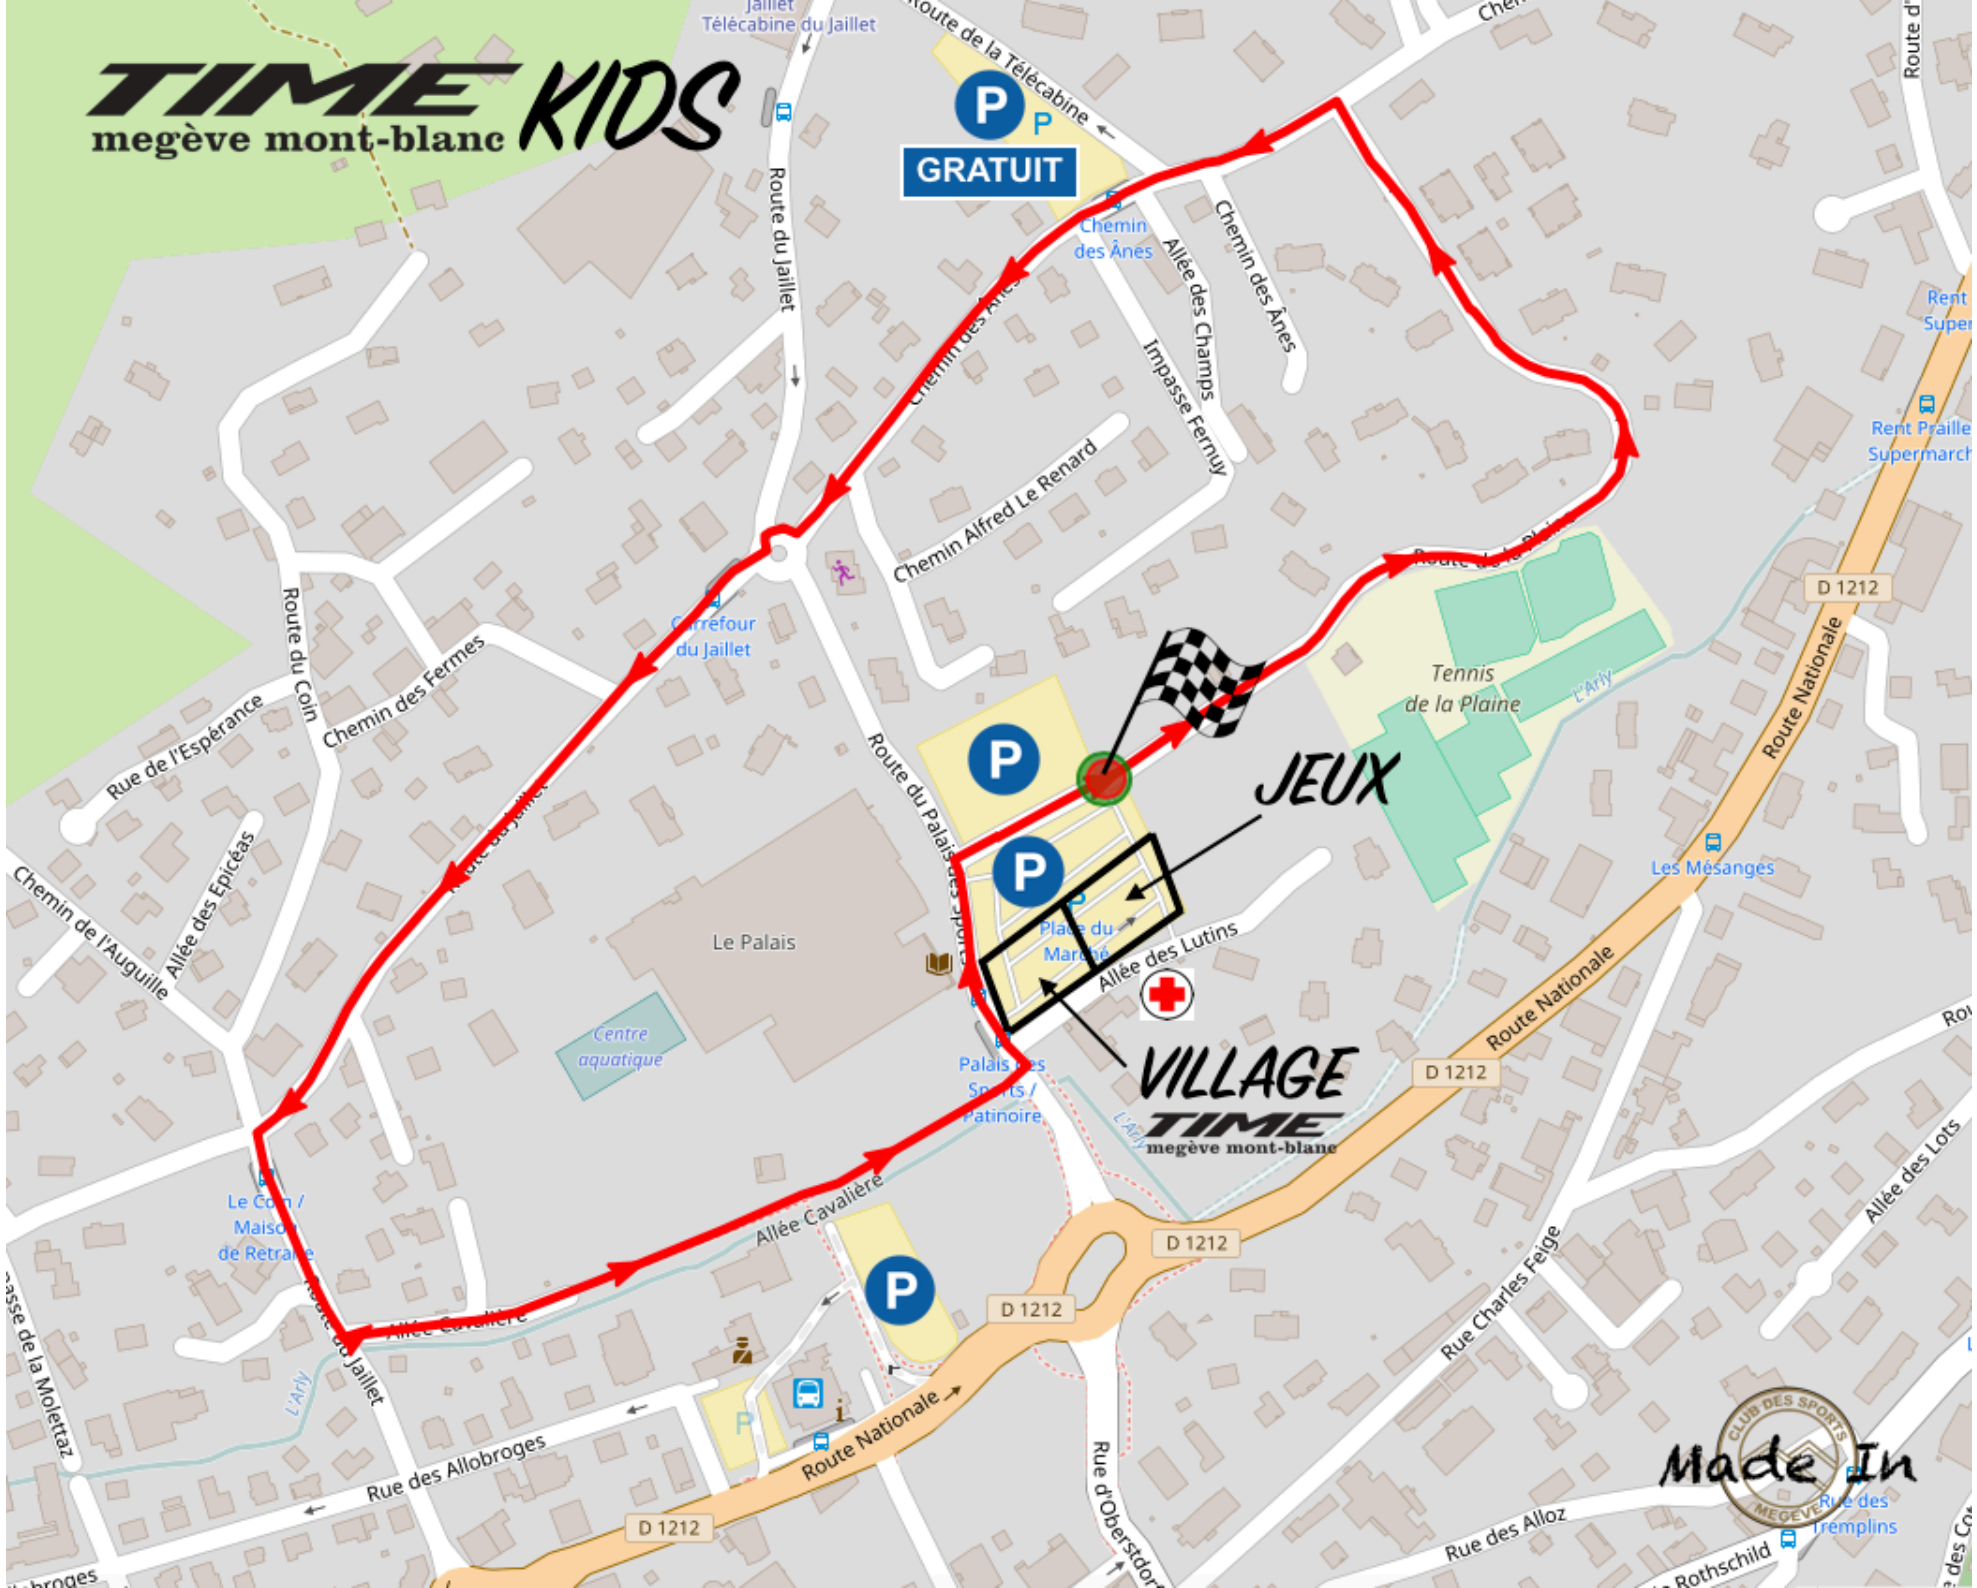 Jaillet
Télécabine du Jaillet
TIME KIDS
megève mont-blanc
Route de la Télécabine
P
P
GRATUIT
Route du Jaillet
Chemin
des Ânes
Allée des Champs
Chemin des Ânes
Impasse Fernuy
Chemin des Ânes
Rent Praille
Supermarch
Chemin Alfred Le Renard
Route de la Plaine
D 1212
Route Nationale
Carrefour
du Jaillet
Route du Coin
Chemin des Fermes
Rue de l'Espérance
Tennis
de la Plaine
L'Arly
Route du Palais des Sports
P
JEUX
Route du Jaillet
P
P
Place du
Marché
Les Mésanges
Chemin de l'Auguille
Allée des Epicéas
Le Palais
Allée des Lutins
Route Nationale
Centre
aquatique
D 1212
Palais des
Sports /
Patinoire
VILLAGE
TIME
megève mont-blanc
L'Arly
Allée des Lots
Le Coin /
Maison
de Retraite
Allée Cavalière
D 1212
P
D 1212
Allée Cavalière
Route du Jaillet
Rue Charles Feige
L'Arly
P
i
Route Nationale
Rue des Allobroges
D 1212
Rue d'Oberstdorf
CLUB DES SPORTS
Made In
MEGEVE
Rue des
Tremplins
Rue des Alloz
Rothschild